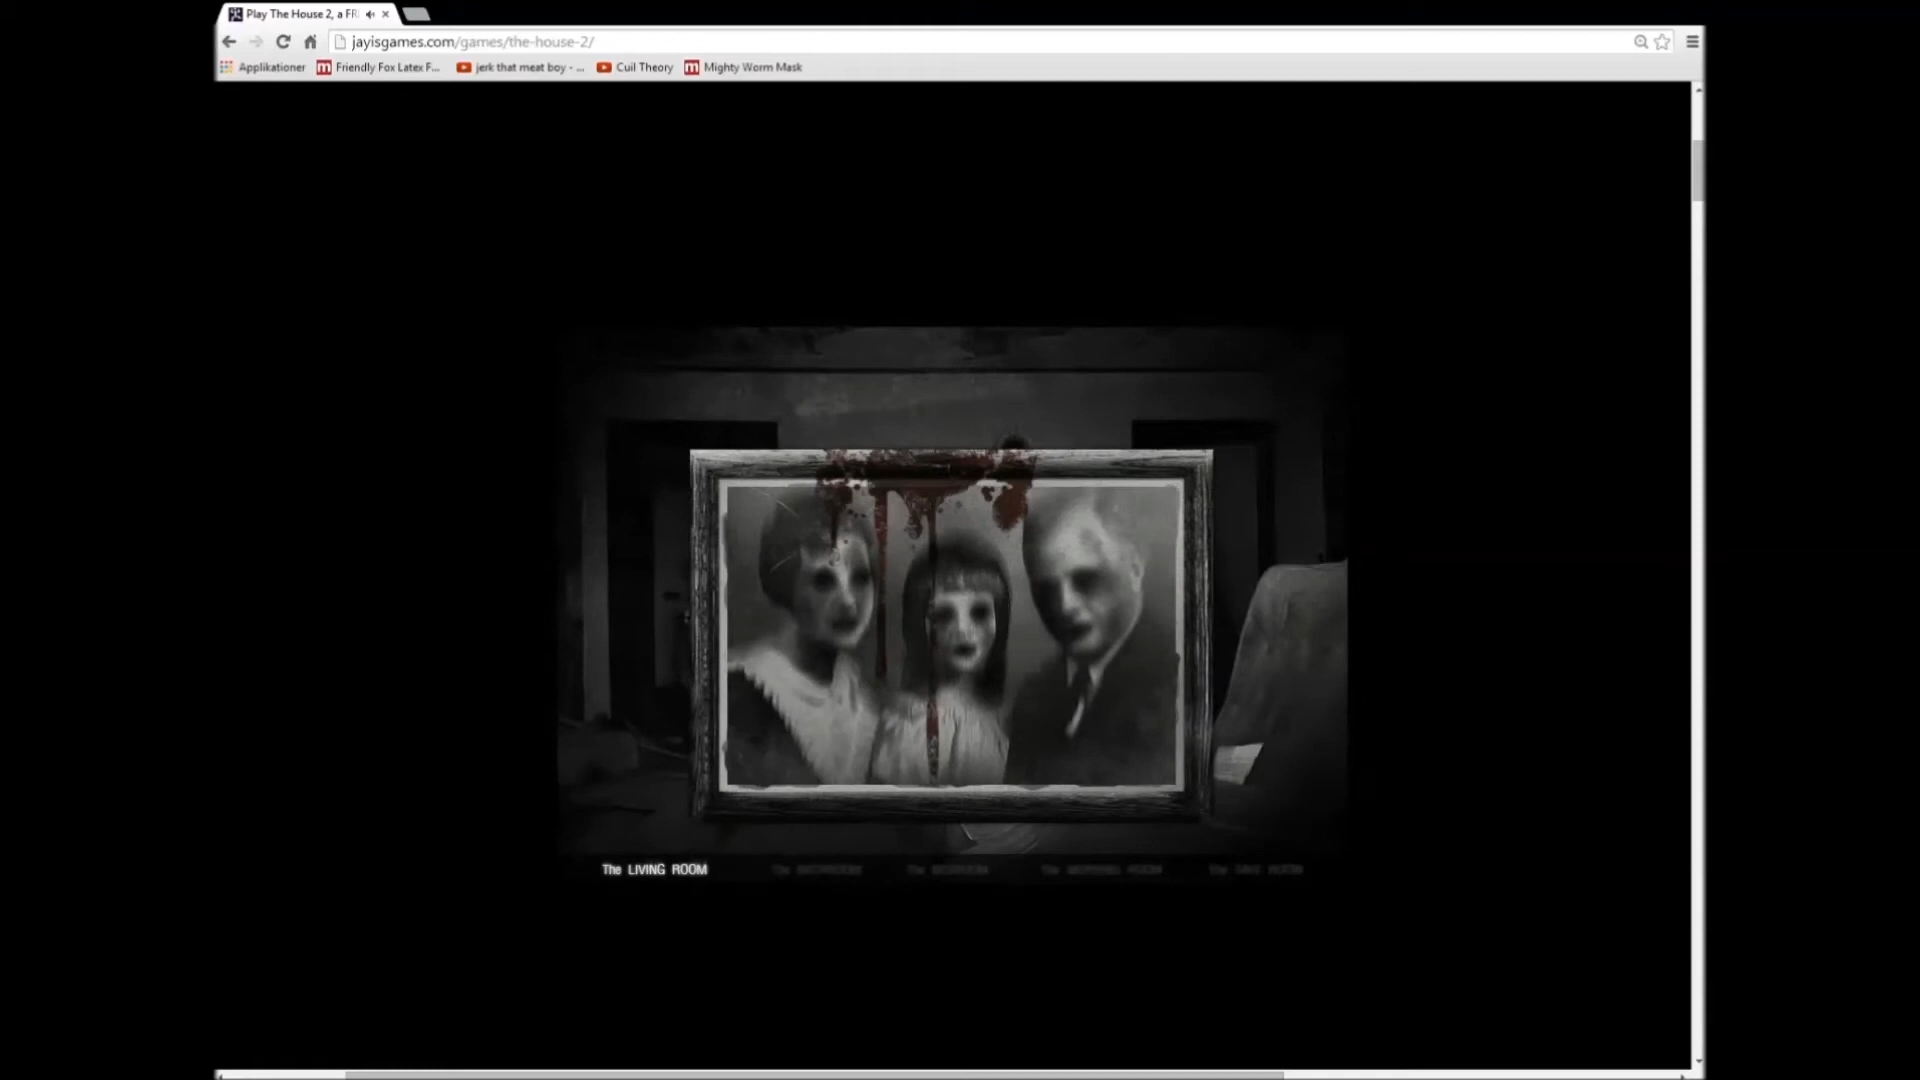 Play The House 2, a FR
jayisgames.com/games/the-house-2/
Applikationer Friendly Fox Latex F... jerk that meat boy - ... Cuil Theory Mighty Worm Mask
The LIVING ROOM